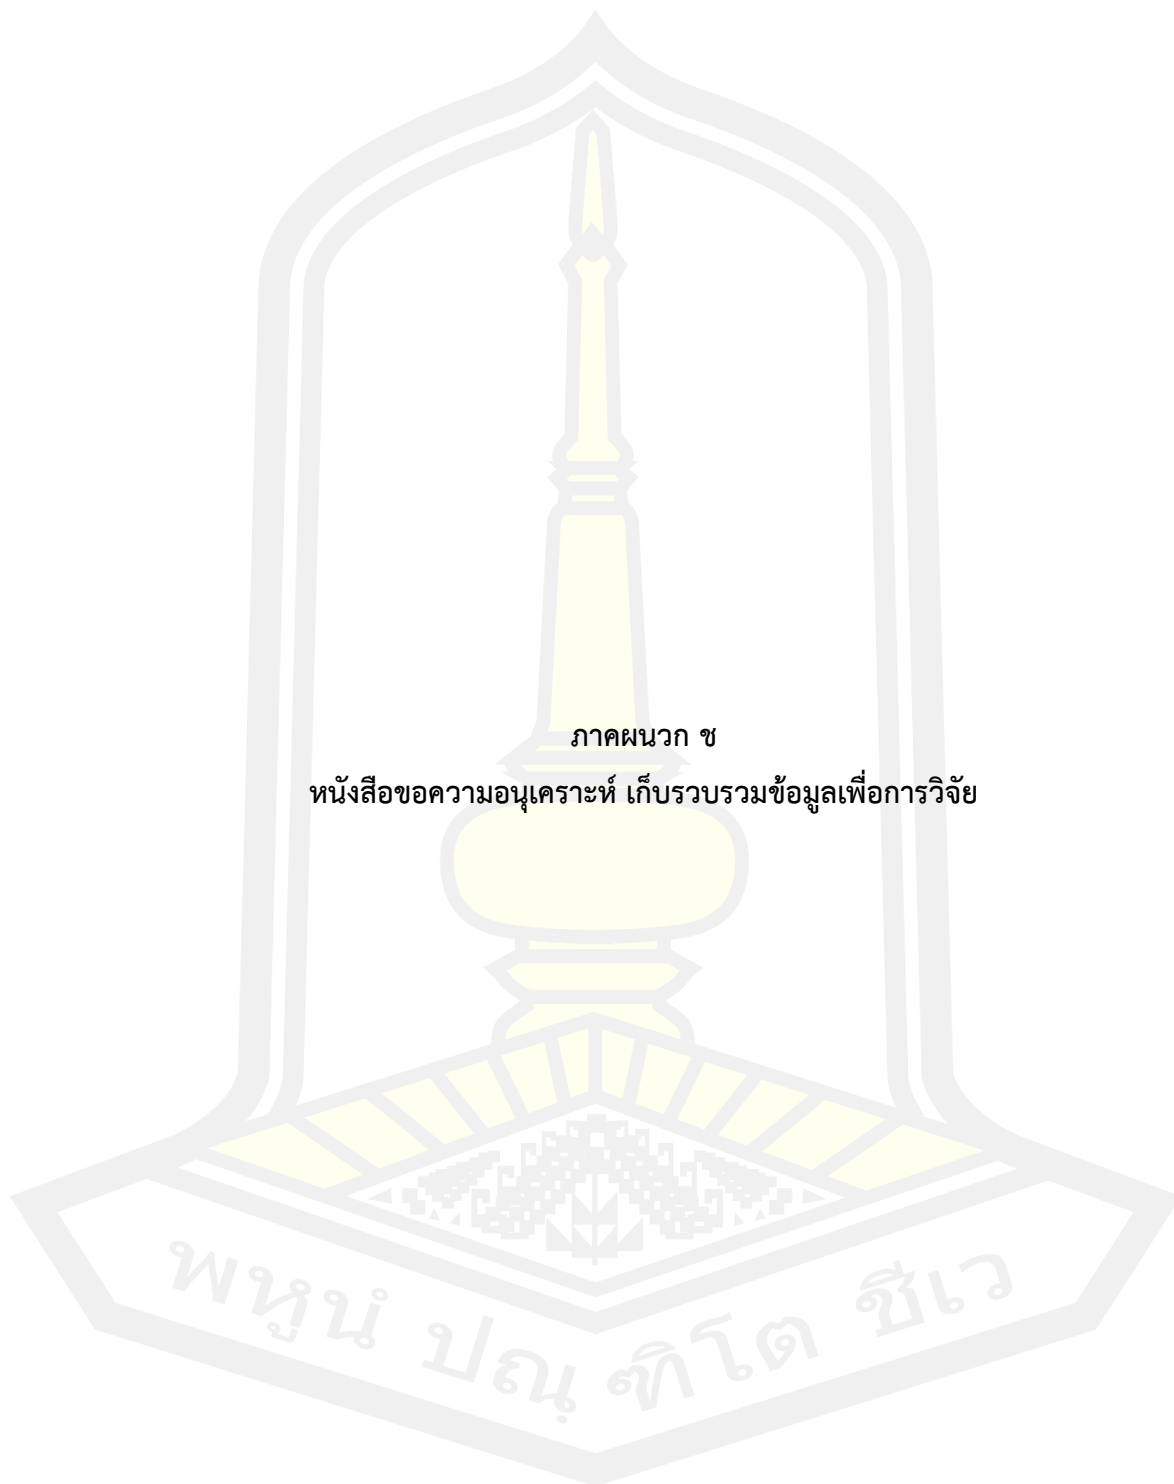 ภาคผนวก ช
หนังสือขอความอนุเคราะห์ เก็บรวบรวมข้อมูลเพื่อการวิจัย
พหูนํ ปณฺ ฑิโต ชีเว